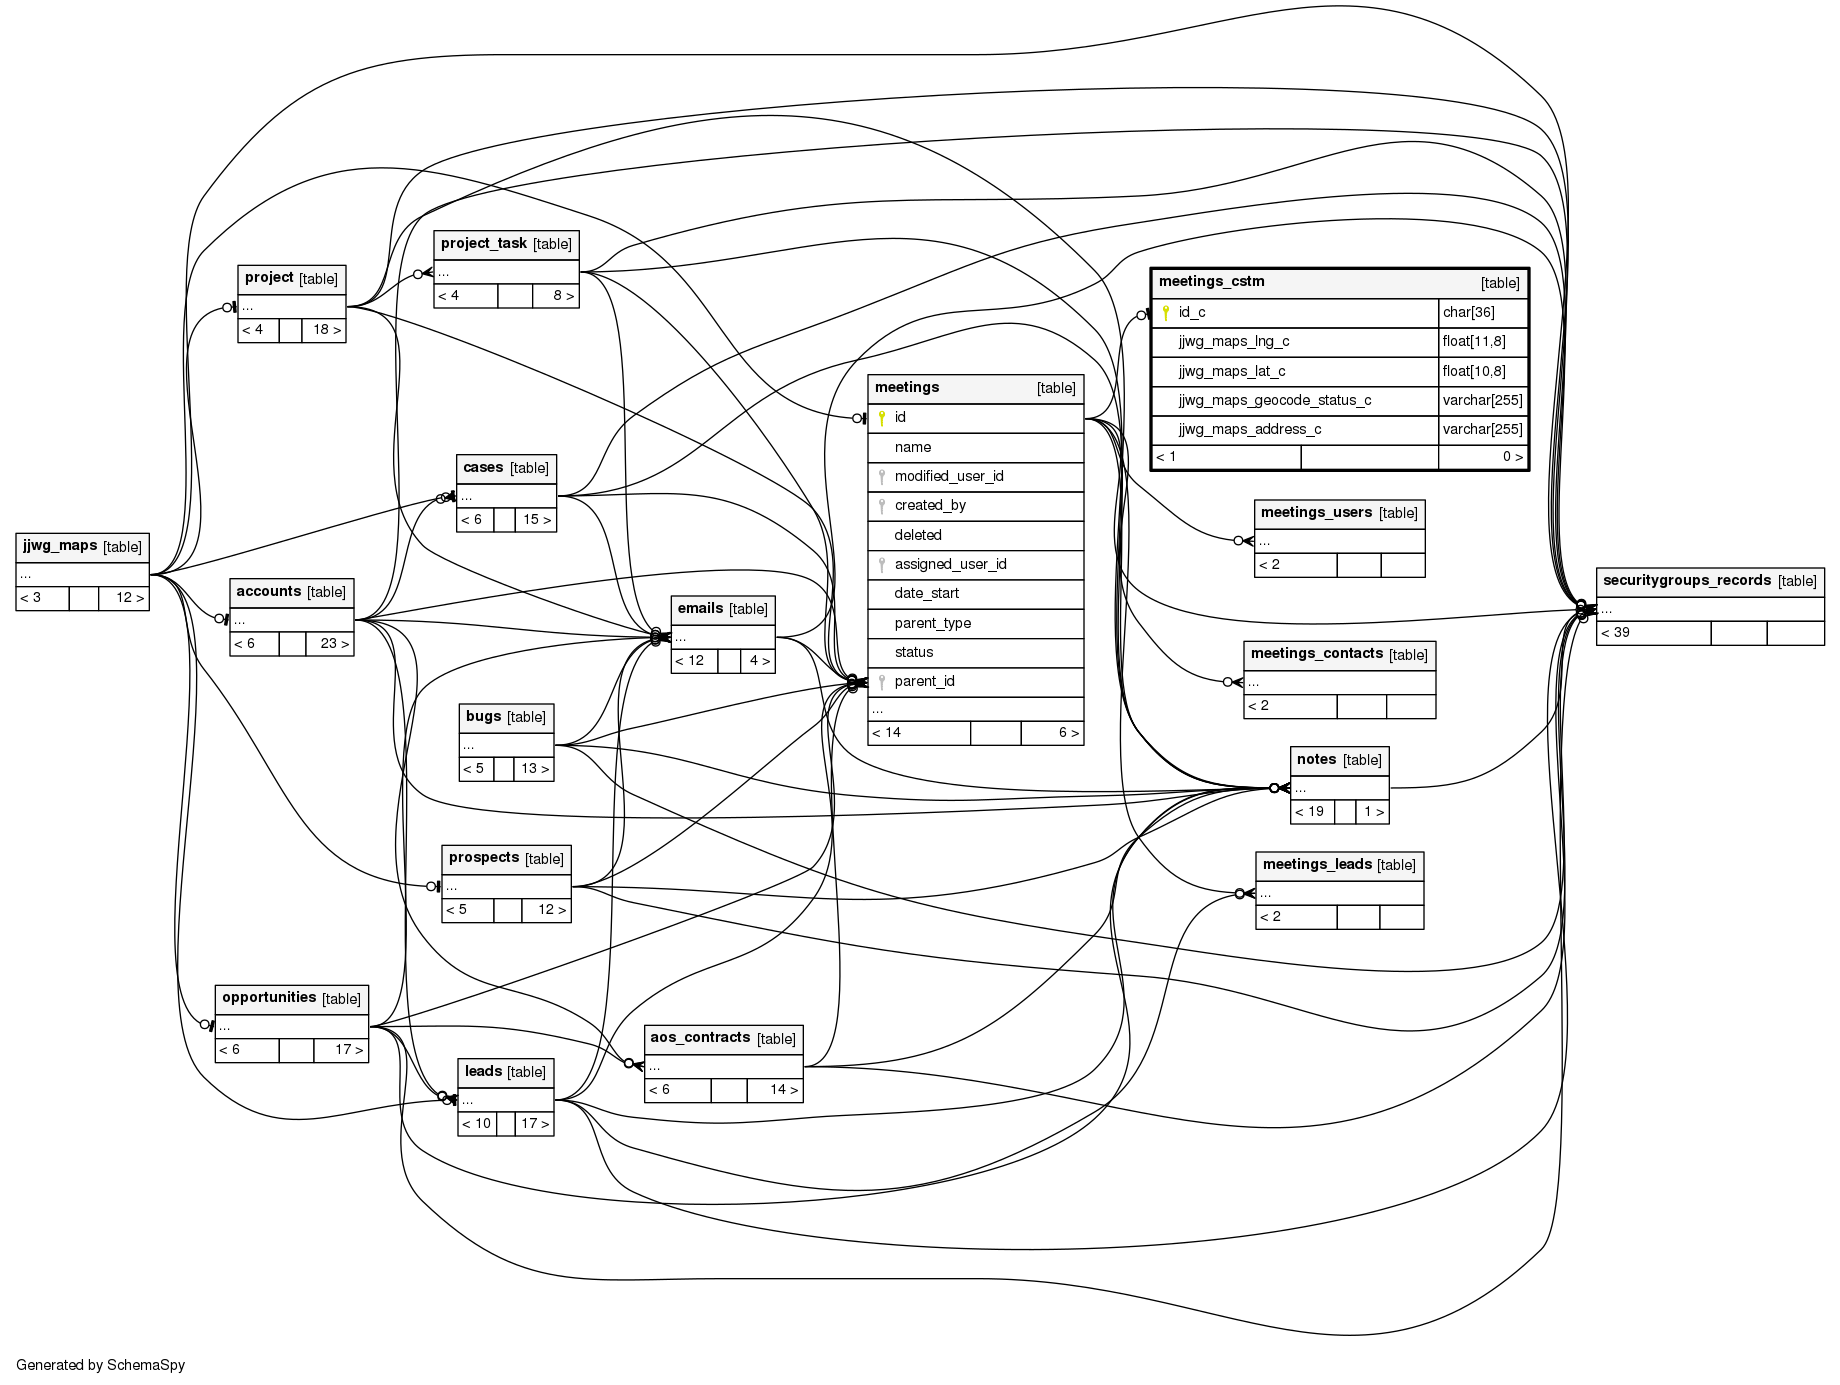 project_task [table]
...
< 4 8 >
project [table]
...
< 4 18 >
meetings_cstm [table]
id_c char[36]
jjwg_maps_lng_c float[11,8]
jjwg_maps_lat_c float[10,8]
jjwg_maps_geocode_status_c varchar[255]
jjwg_maps_address_c varchar[255]
< 1 0 >
meetings [table]
id
name
modified_user_id
created_by
deleted
assigned_user_id
date_start
parent_type
status
parent_id
...
< 14 6 >
cases [table]
...
< 6 15 >
meetings_users [table]
...
< 2
jjwg_maps [table]
...
< 3 12 >
securitygroups_records [table]
...
< 39
accounts [table]
...
< 6 23 >
emails [table]
...
< 12 4 >
meetings_contacts [table]
...
< 2
bugs [table]
...
< 5 13 >
notes [table]
...
< 19 1 >
prospects [table]
...
< 5 12 >
meetings_leads [table]
...
< 2
opportunities [table]
...
< 6 17 >
aos_contracts [table]
...
< 6 14 >
leads [table]
...
< 10 17 >
Generated by SchemaSpy